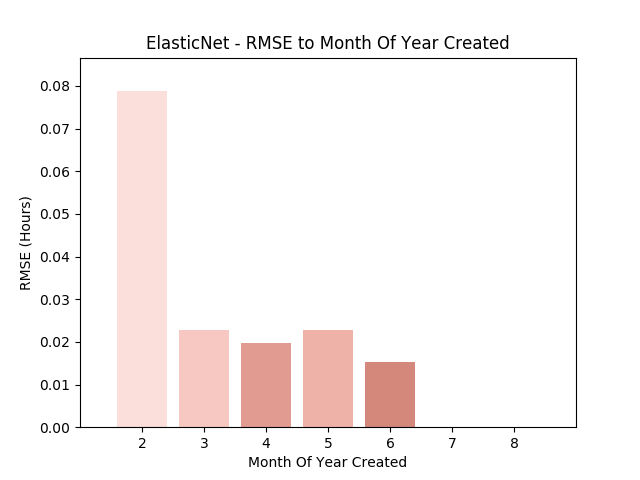 ElasticNet - RMSE to Month Of Year Created
0.08
0.07
0.06
0.05
0.04
0.03
0.02
0.01
0.00
RMSE (Hours)
2 3 4 5 6 7 8
Month Of Year Created